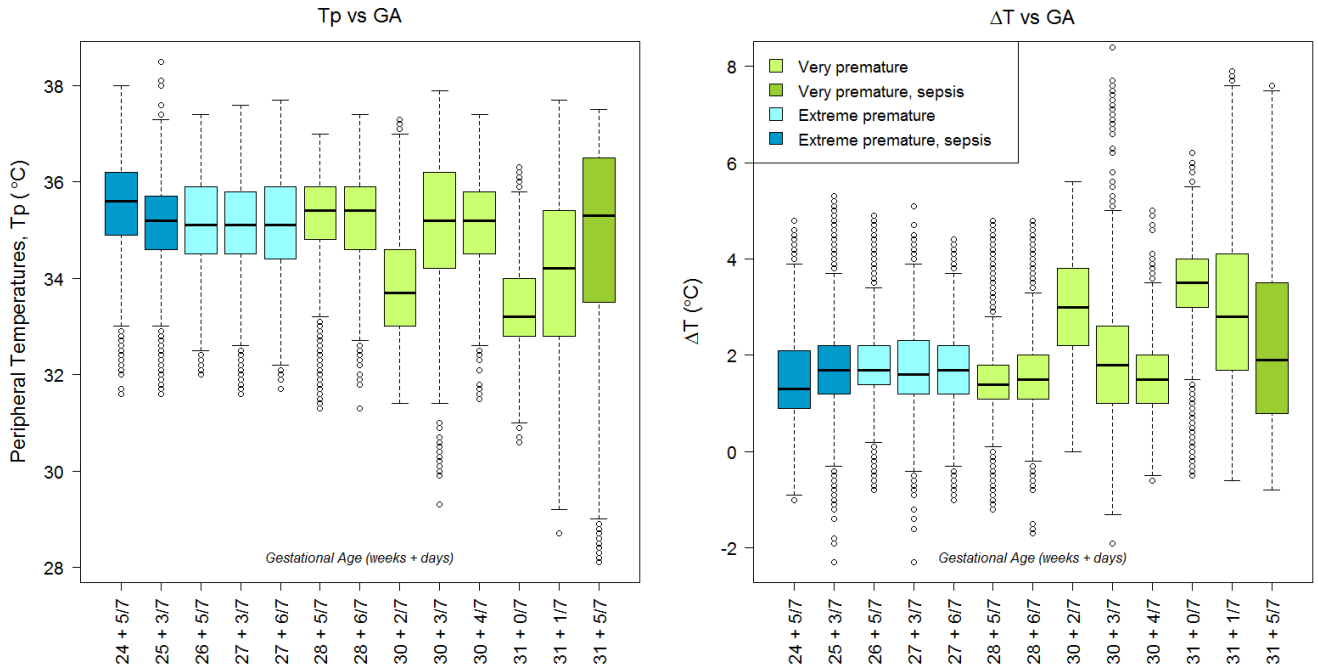 Tp vs GA
Peripheral Temperatures, Tp ( °C)
38
36
34
32
30
28
Gestational Age (weeks + days)
24 + 5/7
25 + 3/7
26 + 5/7
27 + 3/7
27 + 6/7
28 + 5/7
28 + 6/7
30 + 2/7
30 + 3/7
30 + 4/7
31 + 0/7
31 + 1/7
31 + 5/7
ΔT vs GA
ΔT (°C)
8
6
4
2
0
-2
Very premature
Very premature, sepsis
Extreme premature
Extreme premature, sepsis
Gestational Age (weeks + days)
24 + 5/7
25 + 3/7
26 + 5/7
27 + 3/7
27 + 6/7
28 + 5/7
28 + 6/7
30 + 2/7
30 + 3/7
30 + 4/7
31 + 0/7
31 + 1/7
31 + 5/7